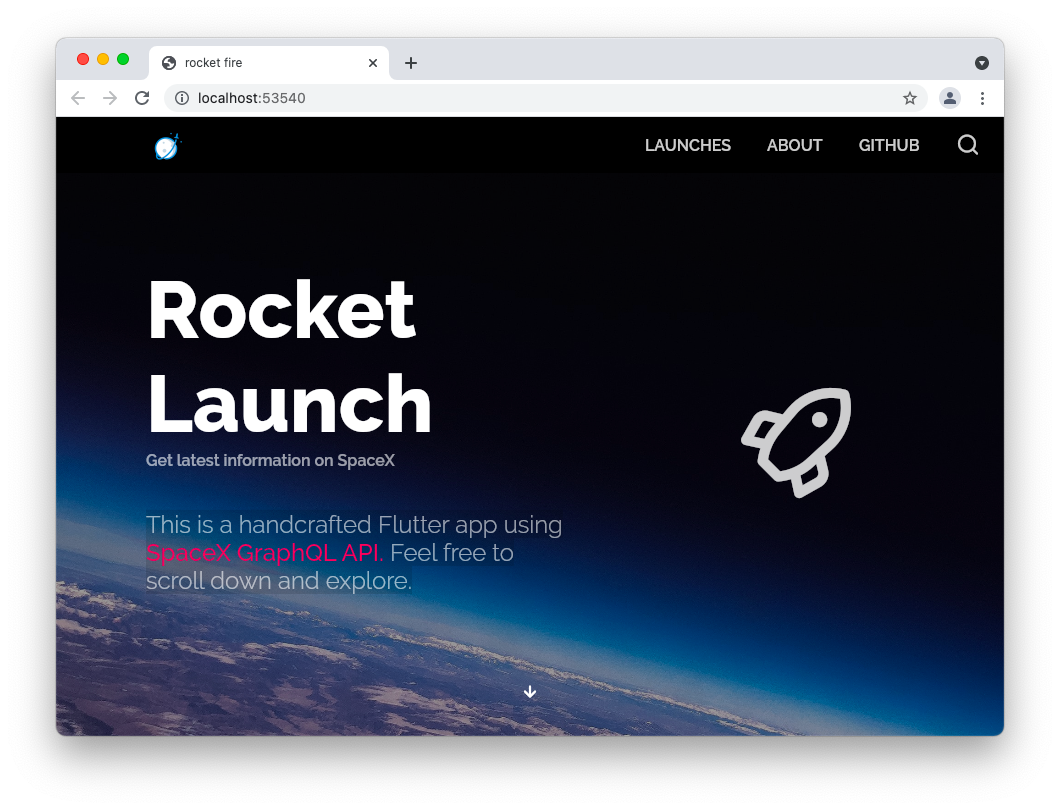 rocket fire
localhost:53540
LAUNCHES ABOUT GITHUB
Rocket
Launch
Get latest information on SpaceX
This is a handcrafted Flutter app using
SpaceX GraphQL API. Feel free to
scroll down and explore.